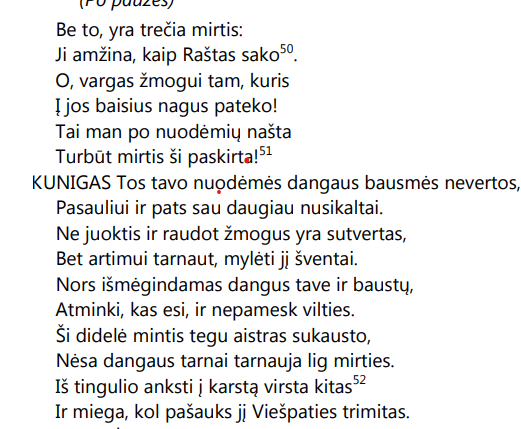 (Po pauzės)
Be to, yra trečia mirtis:
Ji amžina, kaip Raštas sako50.
O, vargas žmogui tam, kuris
Į jos baisius nagus pateko!
Tai man po nuodėmių našta
Turbūt mirtis ši paskirta!51
KUNIGAS Tos tavo nuodėmės dangaus bausmės nevertos,
Pasauliui ir pats sau daugiau nusikaltai.
Ne juoktis ir raudot žmogus yra sutvertas,
Bet artimui tarnaut, mylėti jį šventai.
Nors išmėgindamas dangus tave ir baustų,
Atminki, kas esi, ir nepamesk vilties.
Ši didelė mintis tegu aistras sukausto,
Nėsa dangaus tarnai tarnauja lig mirties.
Iš tingulio anksti į karstą virsta kitas52
Ir miega, kol pašauks jį Viešpaties trimitas.